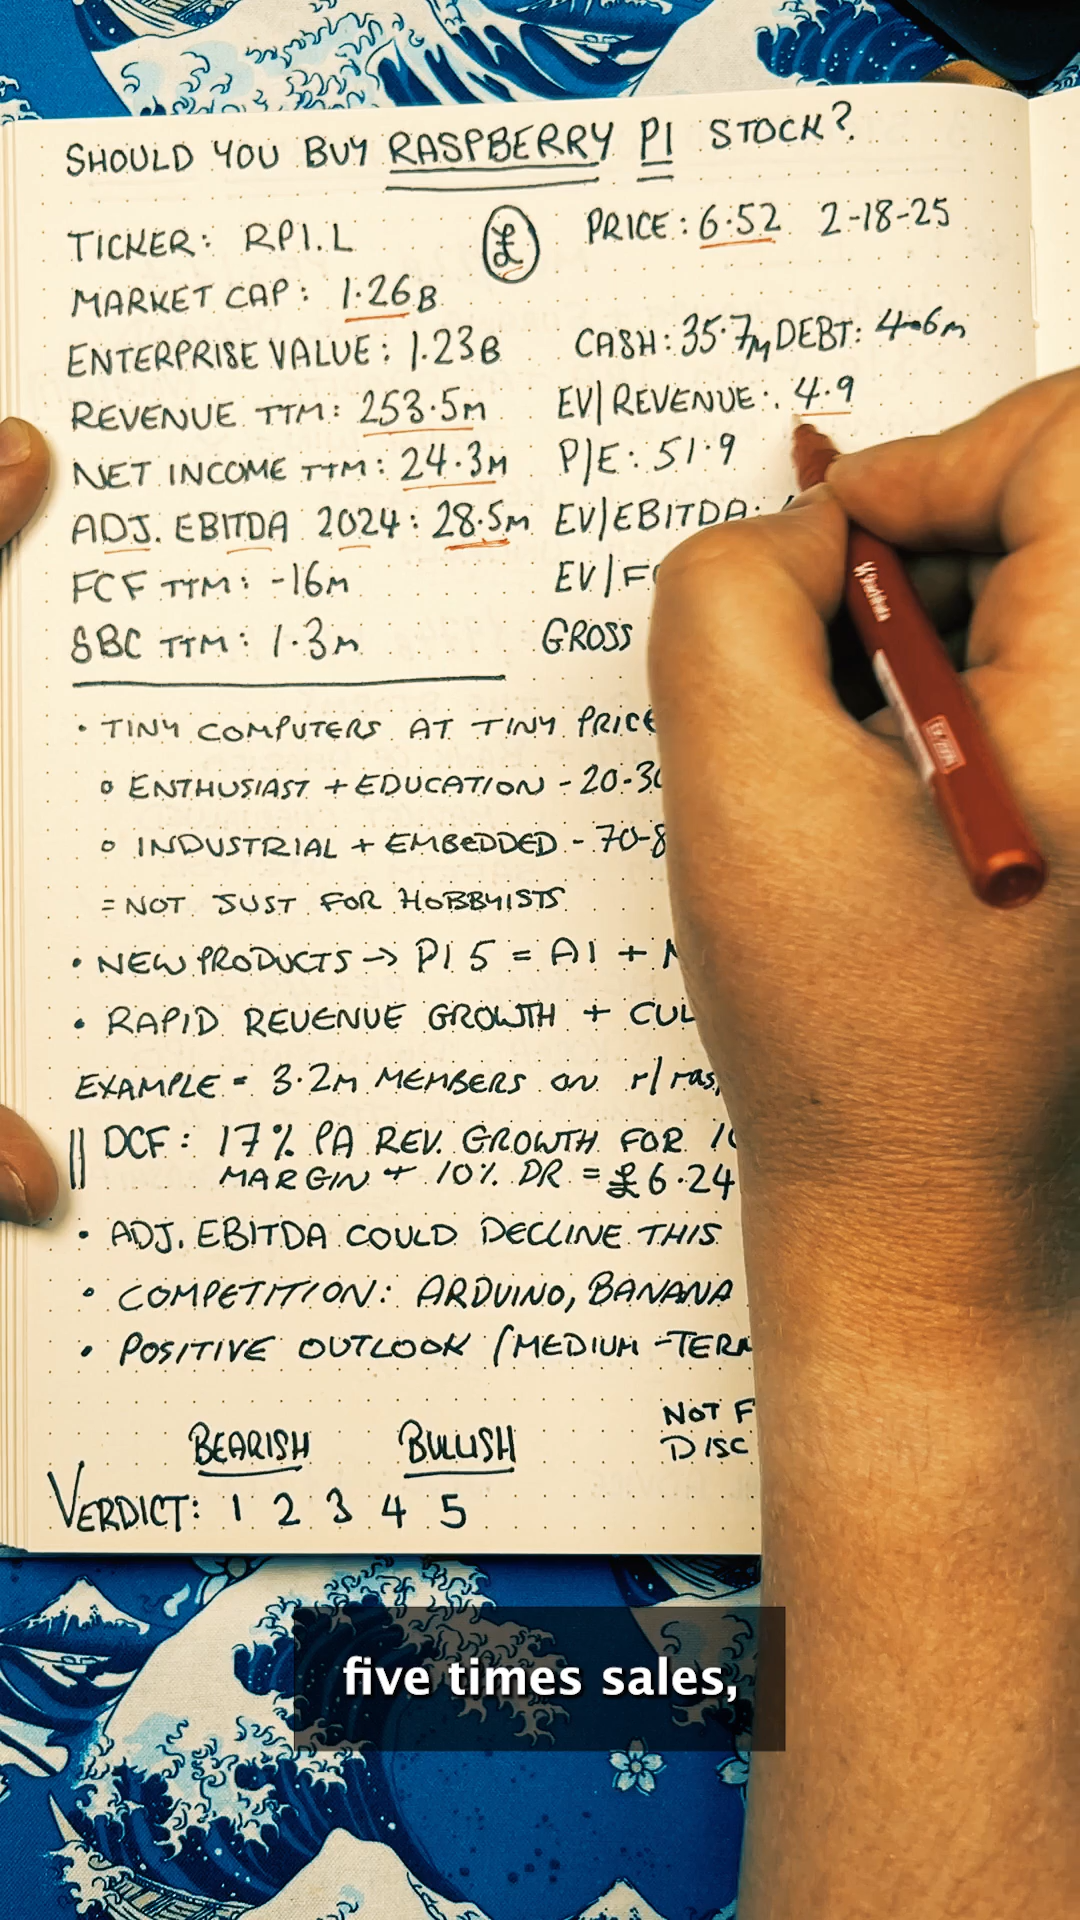 SHOULD YOU BUY RASPBERRY PI STOCK?
TICKER: RPI.L £ PRICE: 6.52 2-18-25
MARKET CAP: 1.26B
ENTERPRISE VALUE: 1.23B CASH: 35.7M DEBT: 4.6M
REVENUE TTM: 253.5M EV/REVENUE: 4.9
NET INCOME TTM: 24.3M P/E: 51.9
ADJ. EBITDA 2024: 28.5M EV/EBITDA:
FCF TTM: -16M EV/FC
SBC TTM: 1.3M GROSS
• TINY COMPUTERS AT TINY PRICE
o ENTHUSIAST + EDUCATION - 20-30
o INDUSTRIAL + EMBEDDED - 70-8
= NOT JUST FOR HOBBYISTS
• NEW PRODUCTS → PI 5 = AI +
• RAPID REVENUE GROWTH + CUL
EXAMPLE = 3.2M MEMBERS ON r/ras
DCF: 17% PA REV. GROWTH FOR 10
MARGIN + 10% DR = £6.24
• ADJ. EBITDA COULD DECLINE THIS
• COMPETITION: ARDUINO, BANANA
• POSITIVE OUTLOOK (MEDIUM-TERM
NOT F
DISC
BEARISH BULLISH
VERDICT: 1 2 3 4 5
five times sales,